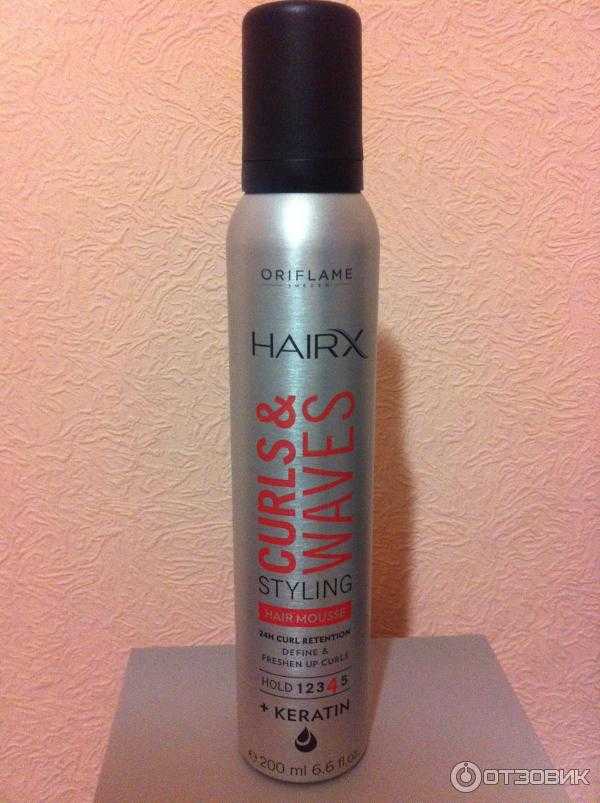 ORIFLAME
SWEDEN
HAIRX
CURLS &
WAVES
STYLING
HAIR MOUSSE
24H CURL RETENTION
DEFINE &
FRESHEN UP CURLS
HOLD 12345
+ KERATIN
e 200 ml 6.6 fl.oz.
ОТЗОВИК